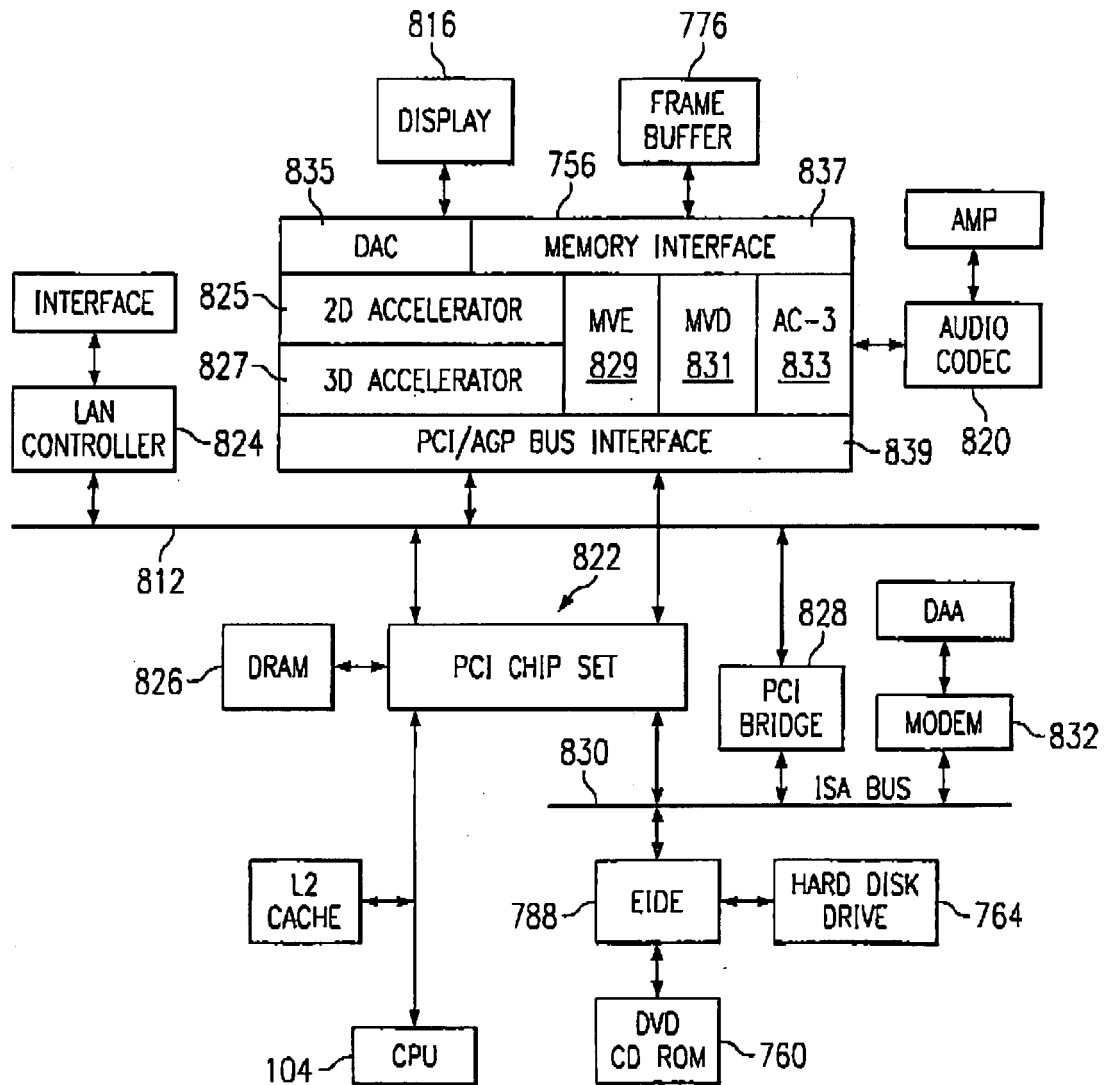 816
776
DISPLAY
FRAME
BUFFER
835
756
837
DAC
MEMORY INTERFACE
AMP
INTERFACE
825
2D ACCELERATOR
MVE
829
MVD
831
AC-3
833
AUDIO
CODEC
827
3D ACCELERATOR
LAN
CONTROLLER
824
PCI/AGP BUS INTERFACE
839
820
812
822
828
DAA
826
DRAM
PCI CHIP SET
PCI
BRIDGE
MODEM
832
830
ISA BUS
L2
CACHE
788
EIDE
HARD DISK
DRIVE
764
104
CPU
DVD
CD ROM
760